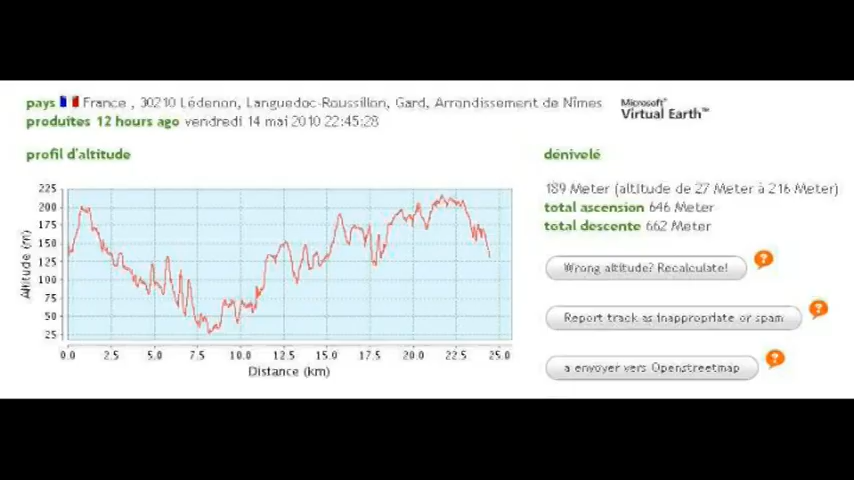 pays France , 30210 Lédenon, Languedoc-Roussillon, Gard, Arrondissement de Nîmes
produites 12 hours ago vendredi 14 mai 2010 22:45:28
Microsoft®
Virtual Earth™
profil d'altitude
225
200
175
150
125
100
75
50
25
Altitude (m)
0.0 2.5 5.0 7.5 10.0 12.5 15.0 17.5 20.0 22.5 25.0
Distance (km)
dénivelé
189 Meter (altitude de 27 Meter à 216 Meter)
total ascension 646 Meter
total descente 662 Meter
Wrong altitude? Recalculate! ?
Report track as inappropriate or spam ?
a envoyer vers Openstreetmap ?